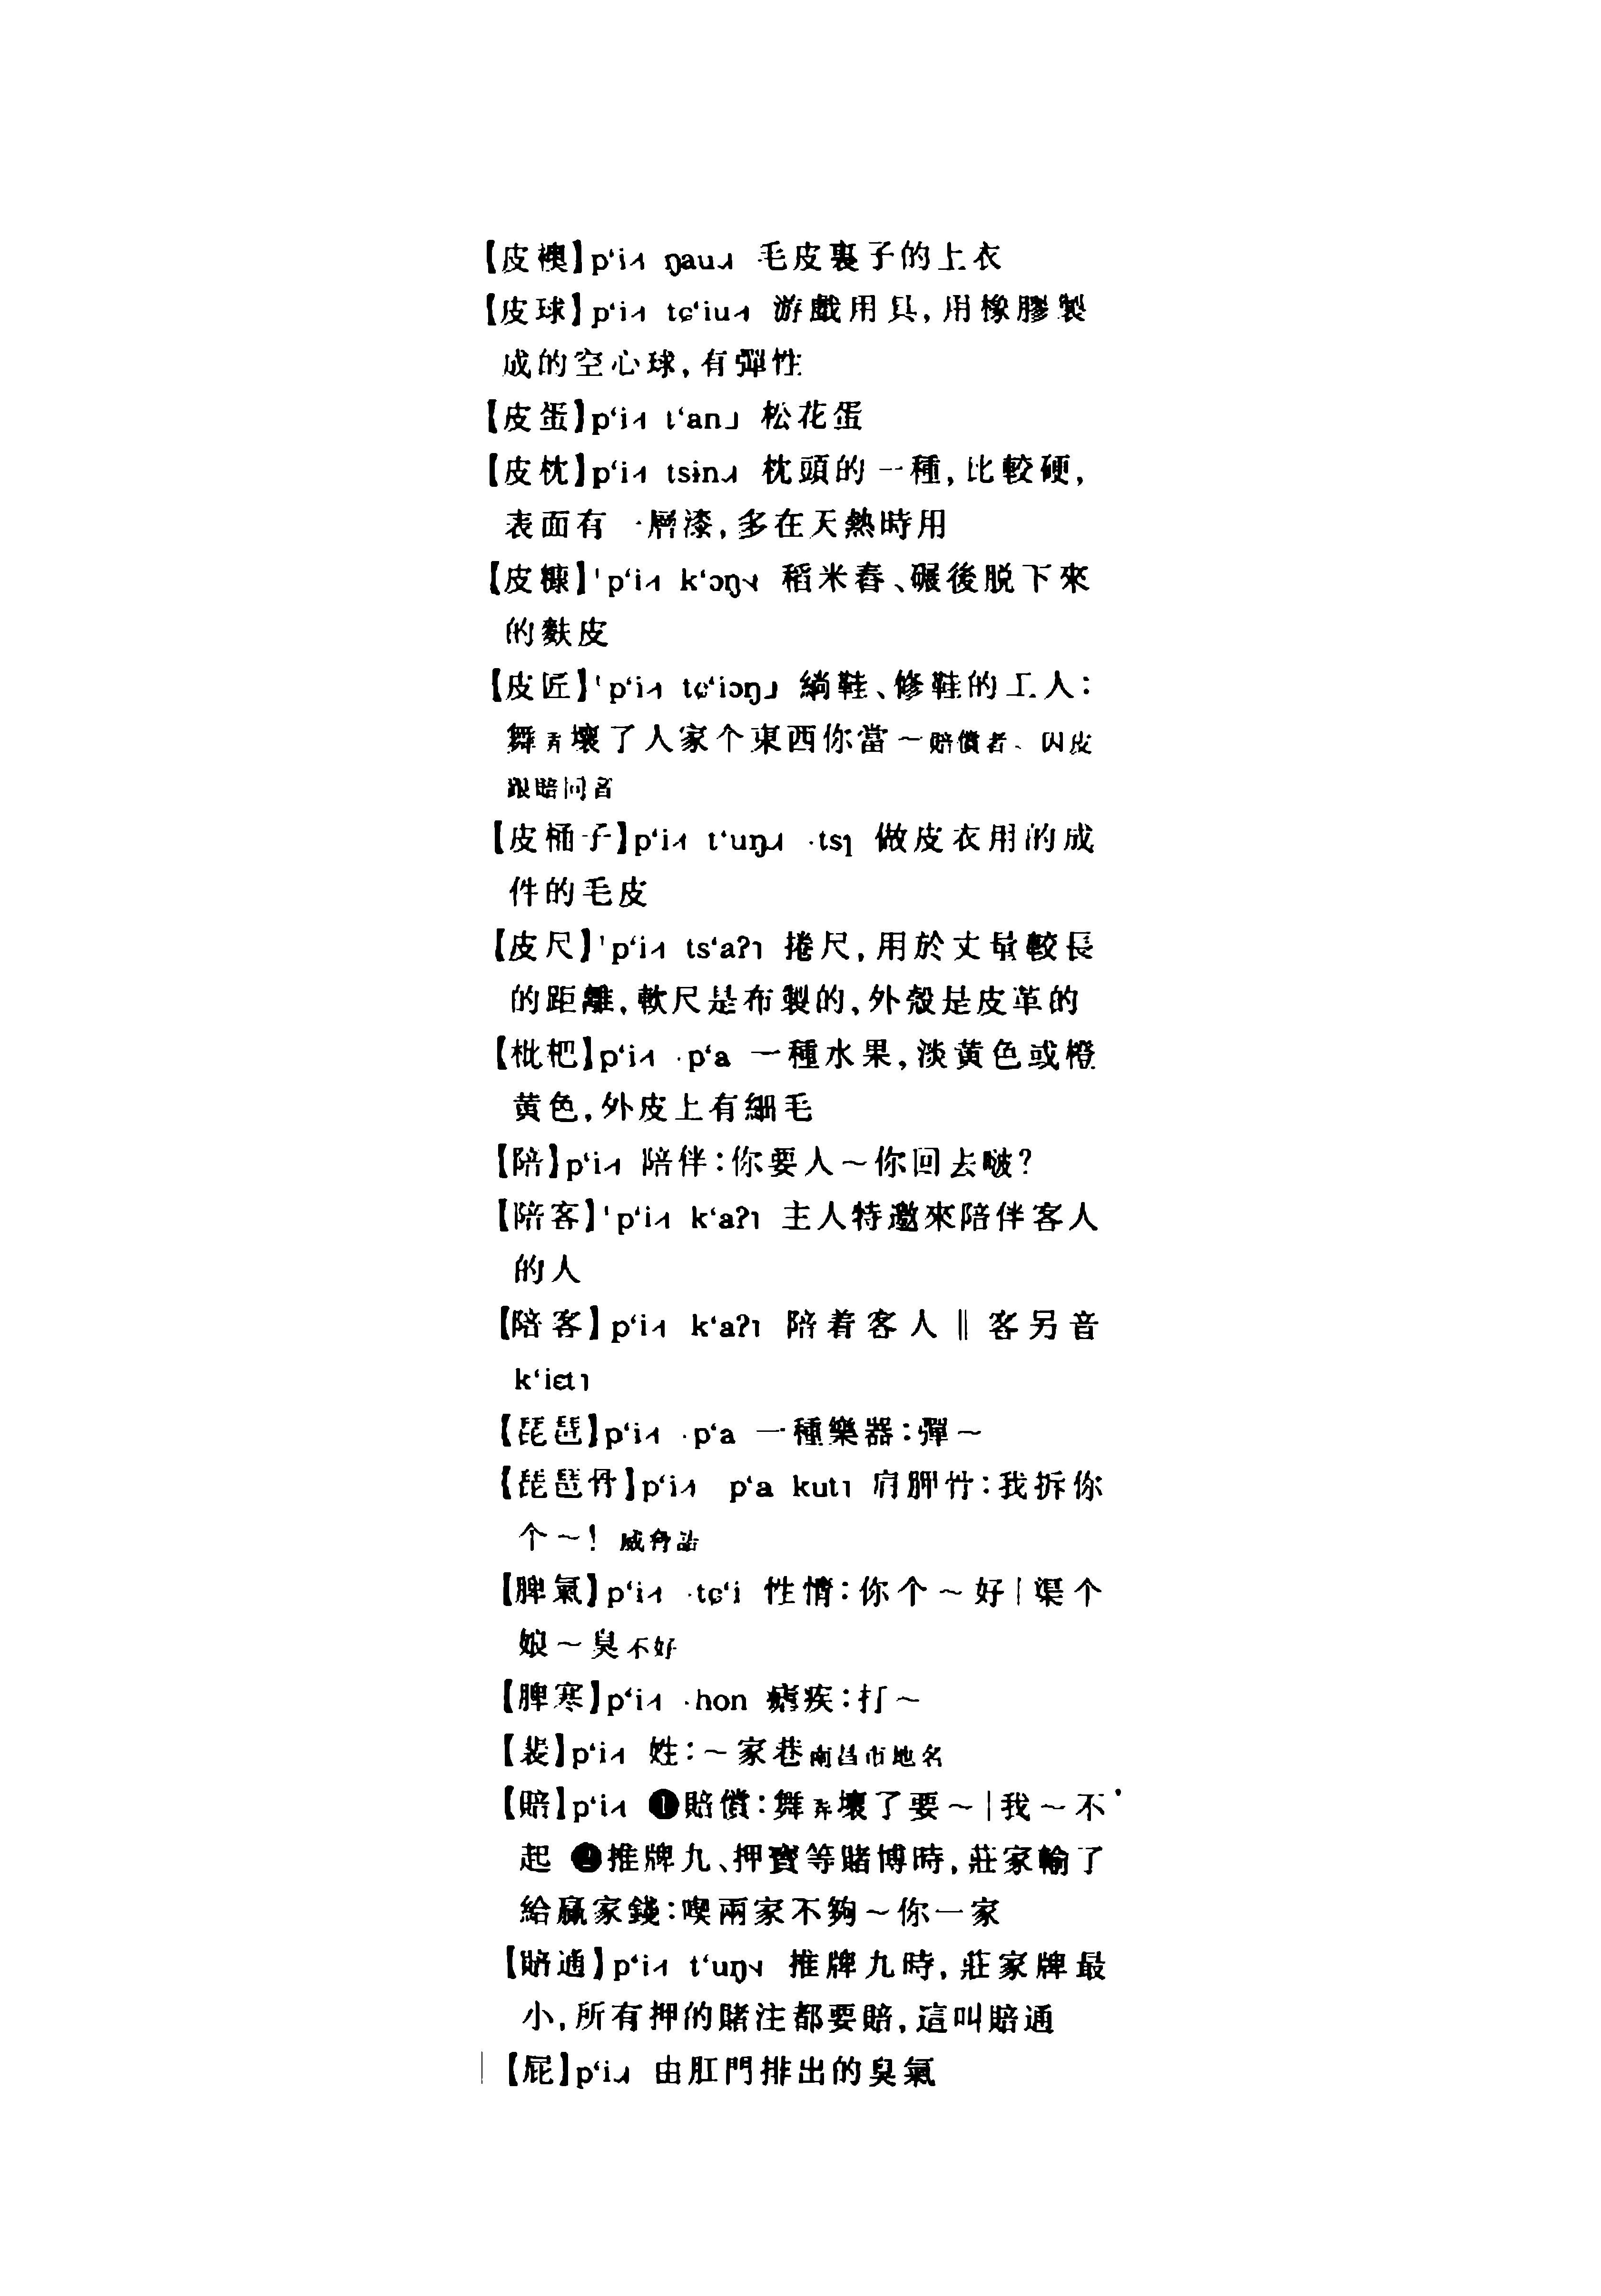 【皮襖】p‘i˧˥ ŋau˨˩˧ 毛皮裏子的上衣
【皮球】p‘i˧˥ tɕ‘iu˧˥ 游戲用具,用橡膠製
成的空心球,有彈性
【皮蛋】p‘i˧˥ t‘an˩ 松花蛋
【皮枕】p‘i˧˥ tsɨn˨˩˧ 枕頭的一種,比較硬,
表面有一層漆,多在天熱時用
【皮糠】ˈp‘i˧˥ k‘ɔŋ˦˨ 稻米舂、碾後脱下來
的麩皮
【皮匠】ˈp‘i˧˥ tɕ‘iɔŋ˩ 緔鞋、修鞋的工人:
舞弄壞了人家个東西你當～賠償者、因皮
跟賠同音
【皮桶子】p‘i˧˥ t‘uŋ˨˩˧ ·tsɿ 做皮衣用的成
件的毛皮
【皮尺】ˈp‘i˧˥ ts‘aʔ˥ 捲尺,用於丈量較長
的距離,軟尺是布製的,外殼是皮革的
【枇杷】p‘i˧˥ ·p‘a 一種水果,淡黄色或橙
黄色,外皮上有細毛
【陪】p‘i˧˥ 陪伴:你要人～你回去啵?
【陪客】ˈp‘i˧˥ k‘aʔ˥ 主人特邀來陪伴客人
的人
【陪客】p‘i˧˥ k‘aʔ˥ 陪着客人‖客另音
k‘iɛt˥
【琵琶】p‘i˧˥ ·p‘a 一種樂器:彈～
【琵琶骨】p‘i˧˥ p‘a kut˥ 肩胛骨:我拆你
个～! 威脅話
【脾氣】p‘i˧˥ ·tɕ‘i 性情:你个～好|渠个
娘～臭不好
【脾寒】p‘i˧˥ ·hon 瘧疾:打～
【裴】p‘i˧˥ 姓:～家巷南昌市地名
【賠】p‘i˧˥ ❶賠償:舞弄壞了要～|我～不
起 ❷推牌九、押寶等賭博時,莊家輸了
給贏家錢:喫兩家不夠～你一家
【賠通】p‘i˧˥ t‘uŋ˦˨ 推牌九時,莊家牌最
小,所有押的賭注都要賠,這叫賠通
【屁】p‘i˨˩˧ 由肛門排出的臭氣